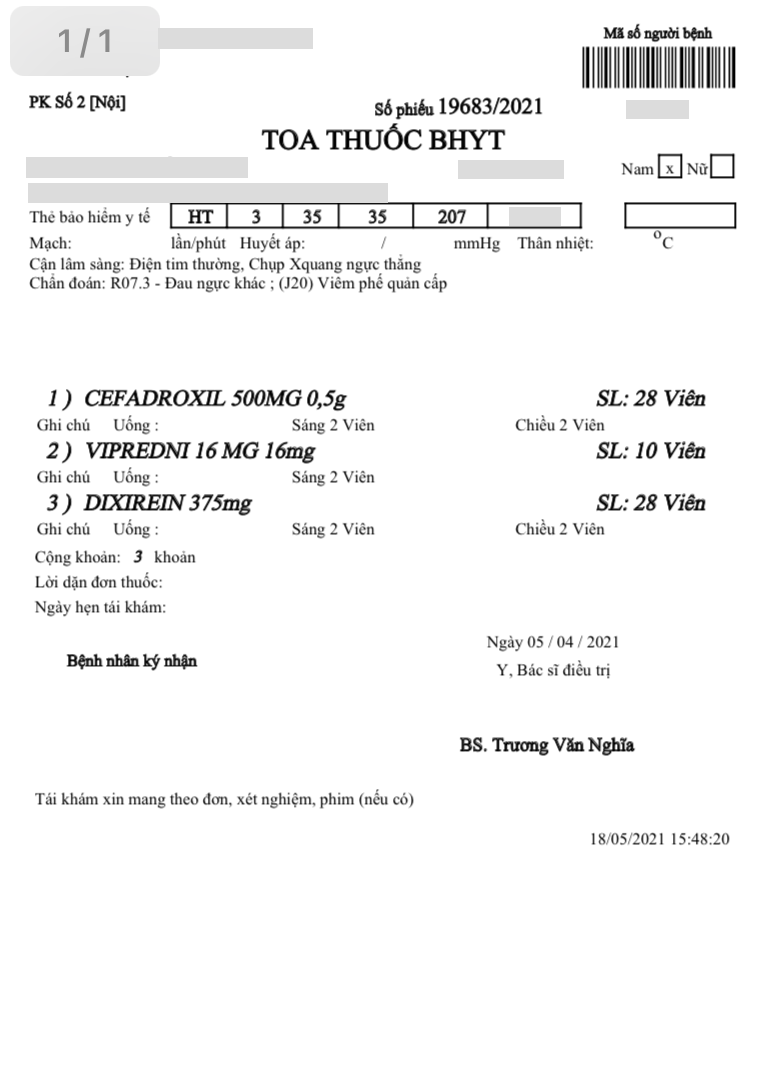 1/1
Mã số người bệnh
PK Số 2 [Nội]
Số phiếu 19683/2021
TOA THUỐC BHYT
Nam x Nữ
Thẻ bảo hiểm y tế HT 3 35 35 207
Mạch: lần/phút Huyết áp: / mmHg Thân nhiệt: °C
Cận lâm sàng: Điện tim thường, Chụp Xquang ngực thẳng
Chẩn đoán: R07.3 - Đau ngực khác ; (J20) Viêm phế quản cấp
1 ) CEFADROXIL 500MG 0,5g SL: 28 Viên
Ghi chú Uống : Sáng 2 Viên Chiều 2 Viên
2 ) VIPREDNI 16 MG 16mg SL: 10 Viên
Ghi chú Uống : Sáng 2 Viên
3 ) DIXIREIN 375mg SL: 28 Viên
Ghi chú Uống : Sáng 2 Viên Chiều 2 Viên
Cộng khoản: 3 khoản
Lời dặn đơn thuốc:
Ngày hẹn tái khám:
Ngày 05 / 04 / 2021
Bệnh nhân ký nhận
Y, Bác sĩ điều trị
BS. Trương Văn Nghĩa
Tái khám xin mang theo đơn, xét nghiệm, phim (nếu có)
18/05/2021 15:48:20